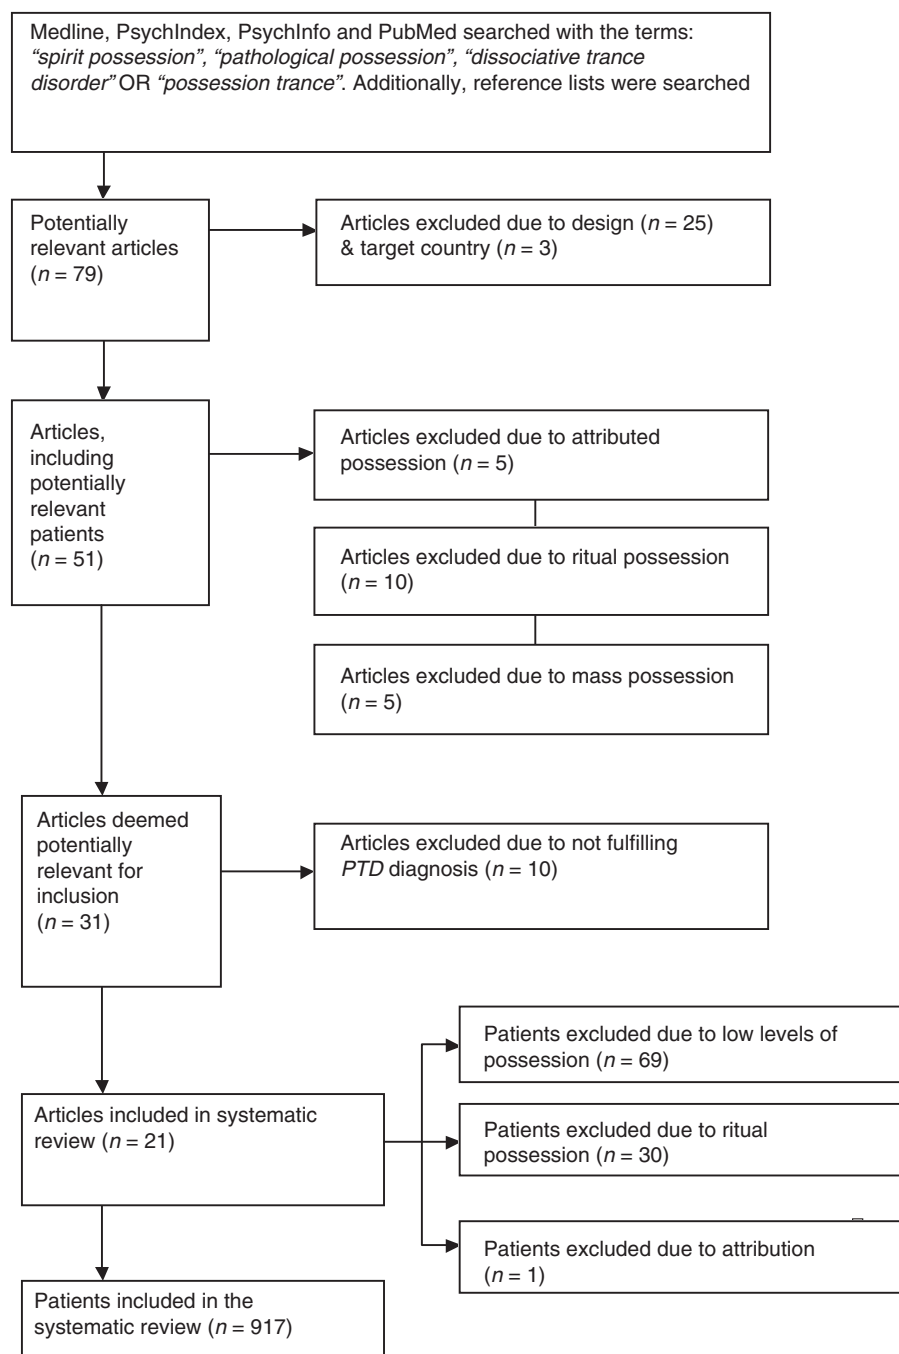 Medline, PsychIndex, PsychInfo and PubMed searched with the terms:
“spirit possession”, “pathological possession”, “dissociative trance
disorder” OR “possession trance”. Additionally, reference lists were searched
Potentially
relevant articles
(n = 79)
Articles excluded due to design (n = 25)
& target country (n = 3)
Articles,
including
potentially
relevant
patients
(n = 51)
Articles excluded due to attributed
possession (n = 5)
Articles excluded due to ritual possession
(n = 10)
Articles excluded due to mass possession
(n = 5)
Articles deemed
potentially
relevant for
inclusion
(n = 31)
Articles excluded due to not fulfilling
PTD diagnosis (n = 10)
Articles included in systematic
review (n = 21)
Patients excluded due to low levels of
possession (n = 69)
Patients excluded due to ritual
possession (n = 30)
Patients excluded due to attribution
(n = 1)
Patients included in the
systematic review (n = 917)